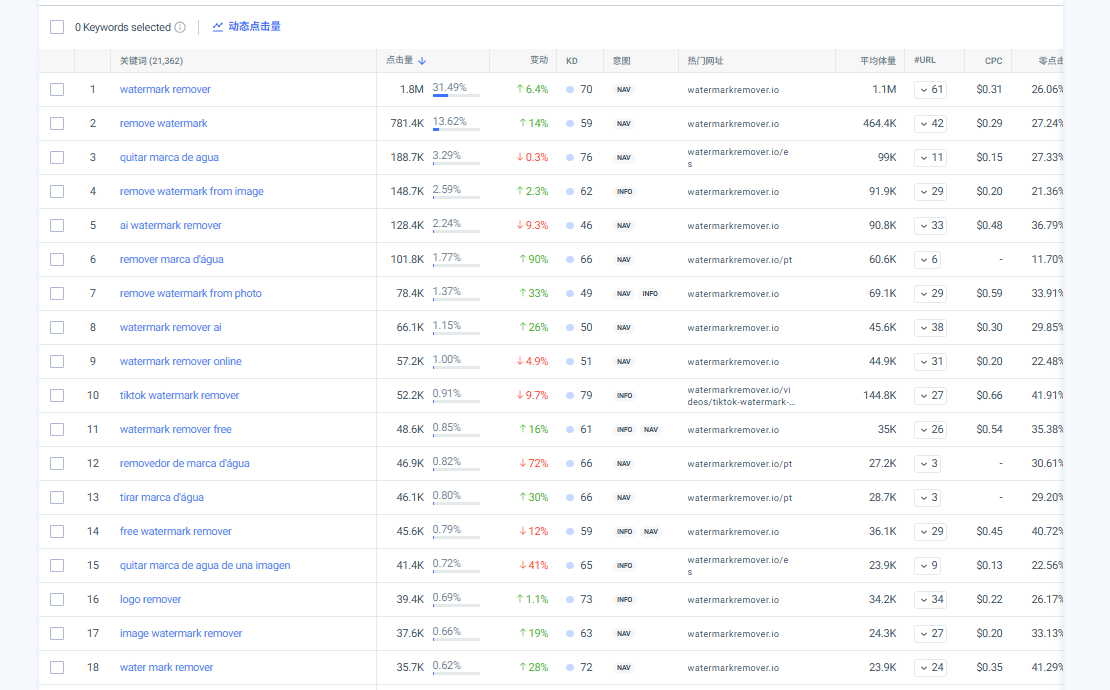 0 Keywords selected 动态点击量
关键词 (21,362) 点击量 变动 KD 意图 热门网址 平均体量 #URL CPC 零点击
1 watermark remover 1.8M 31.49% ↑ 6.4% 70 NAV watermarkremover.io 1.1M 61 $0.31 26.06%
2 remove watermark 781.4K 13.62% ↑ 14% 59 NAV watermarkremover.io 464.4K 42 $0.29 27.24%
3 quitar marca de agua 188.7K 3.29% ↓ 0.3% 76 NAV watermarkremover.io/e
s 99K 11 $0.15 27.33%
4 remove watermark from image 148.7K 2.59% ↑ 2.3% 62 INFO watermarkremover.io 91.9K 29 $0.20 21.36%
5 ai watermark remover 128.4K 2.24% ↓ 9.3% 46 NAV watermarkremover.io 90.8K 33 $0.48 36.79%
6 remover marca d'água 101.8K 1.77% ↑ 90% 66 NAV watermarkremover.io/pt 60.6K 6 - 11.70%
7 remove watermark from photo 78.4K 1.37% ↑ 33% 49 NAV INFO watermarkremover.io 69.1K 29 $0.59 33.91%
8 watermark remover ai 66.1K 1.15% ↑ 26% 50 NAV watermarkremover.io 45.6K 38 $0.30 29.85%
9 watermark remover online 57.2K 1.00% ↓ 4.9% 51 NAV watermarkremover.io 44.9K 31 $0.20 22.48%
10 tiktok watermark remover 52.2K 0.91% ↓ 9.7% 79 INFO watermarkremover.io/vi
deos/tiktok-watermark-... 144.8K 27 $0.66 41.91%
11 watermark remover free 48.6K 0.85% ↑ 16% 61 INFO NAV watermarkremover.io 35K 26 $0.54 35.38%
12 removedor de marca d'água 46.9K 0.82% ↓ 72% 66 NAV watermarkremover.io/pt 27.2K 3 - 30.61%
13 tirar marca d'água 46.1K 0.80% ↑ 30% 66 NAV watermarkremover.io/pt 28.7K 3 - 29.20%
14 free watermark remover 45.6K 0.79% ↓ 12% 59 INFO NAV watermarkremover.io 36.1K 29 $0.45 40.72%
15 quitar marca de agua de una imagen 41.4K 0.72% ↓ 41% 65 INFO watermarkremover.io/e
s 23.9K 9 $0.13 22.56%
16 logo remover 39.4K 0.69% ↑ 1.1% 73 INFO watermarkremover.io 34.2K 34 $0.22 26.17%
17 image watermark remover 37.6K 0.66% ↑ 19% 63 NAV watermarkremover.io 24.3K 27 $0.20 33.13%
18 water mark remover 35.7K 0.62% ↑ 28% 72 NAV watermarkremover.io 23.9K 24 $0.35 41.29%